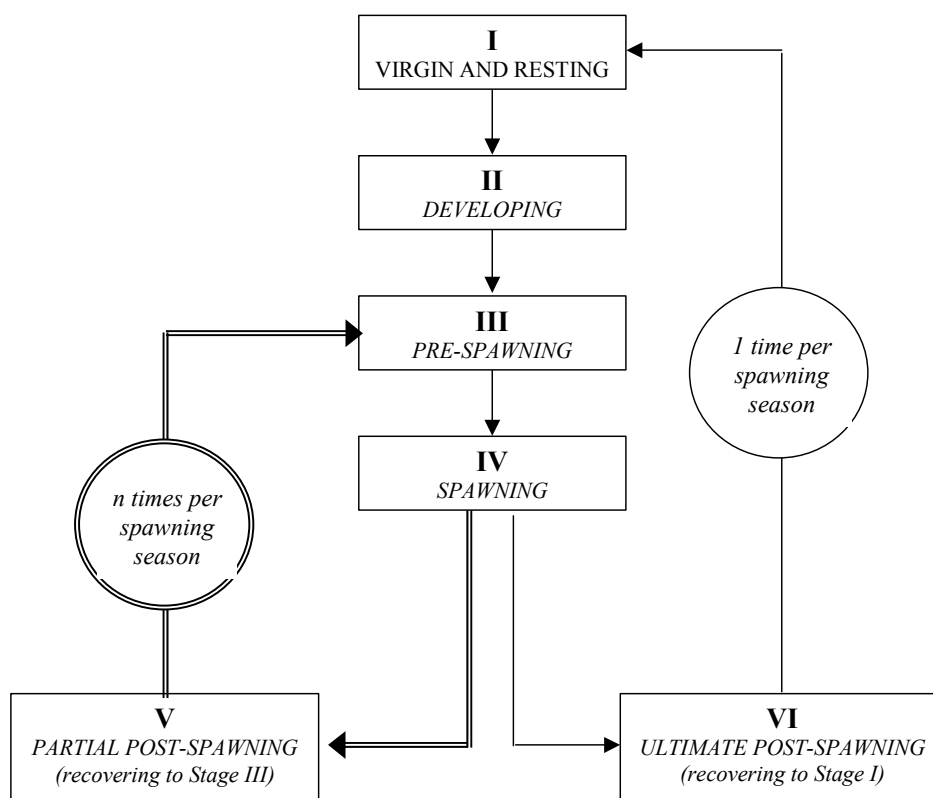 I
VIRGIN AND RESTING
II
DEVELOPING
III
PRE-SPAWNING
1 time per
spawning
season
IV
SPAWNING
n times per
spawning
season
V
PARTIAL POST-SPAWNING
(recovering to Stage III)
VI
ULTIMATE POST-SPAWNING
(recovering to Stage I)